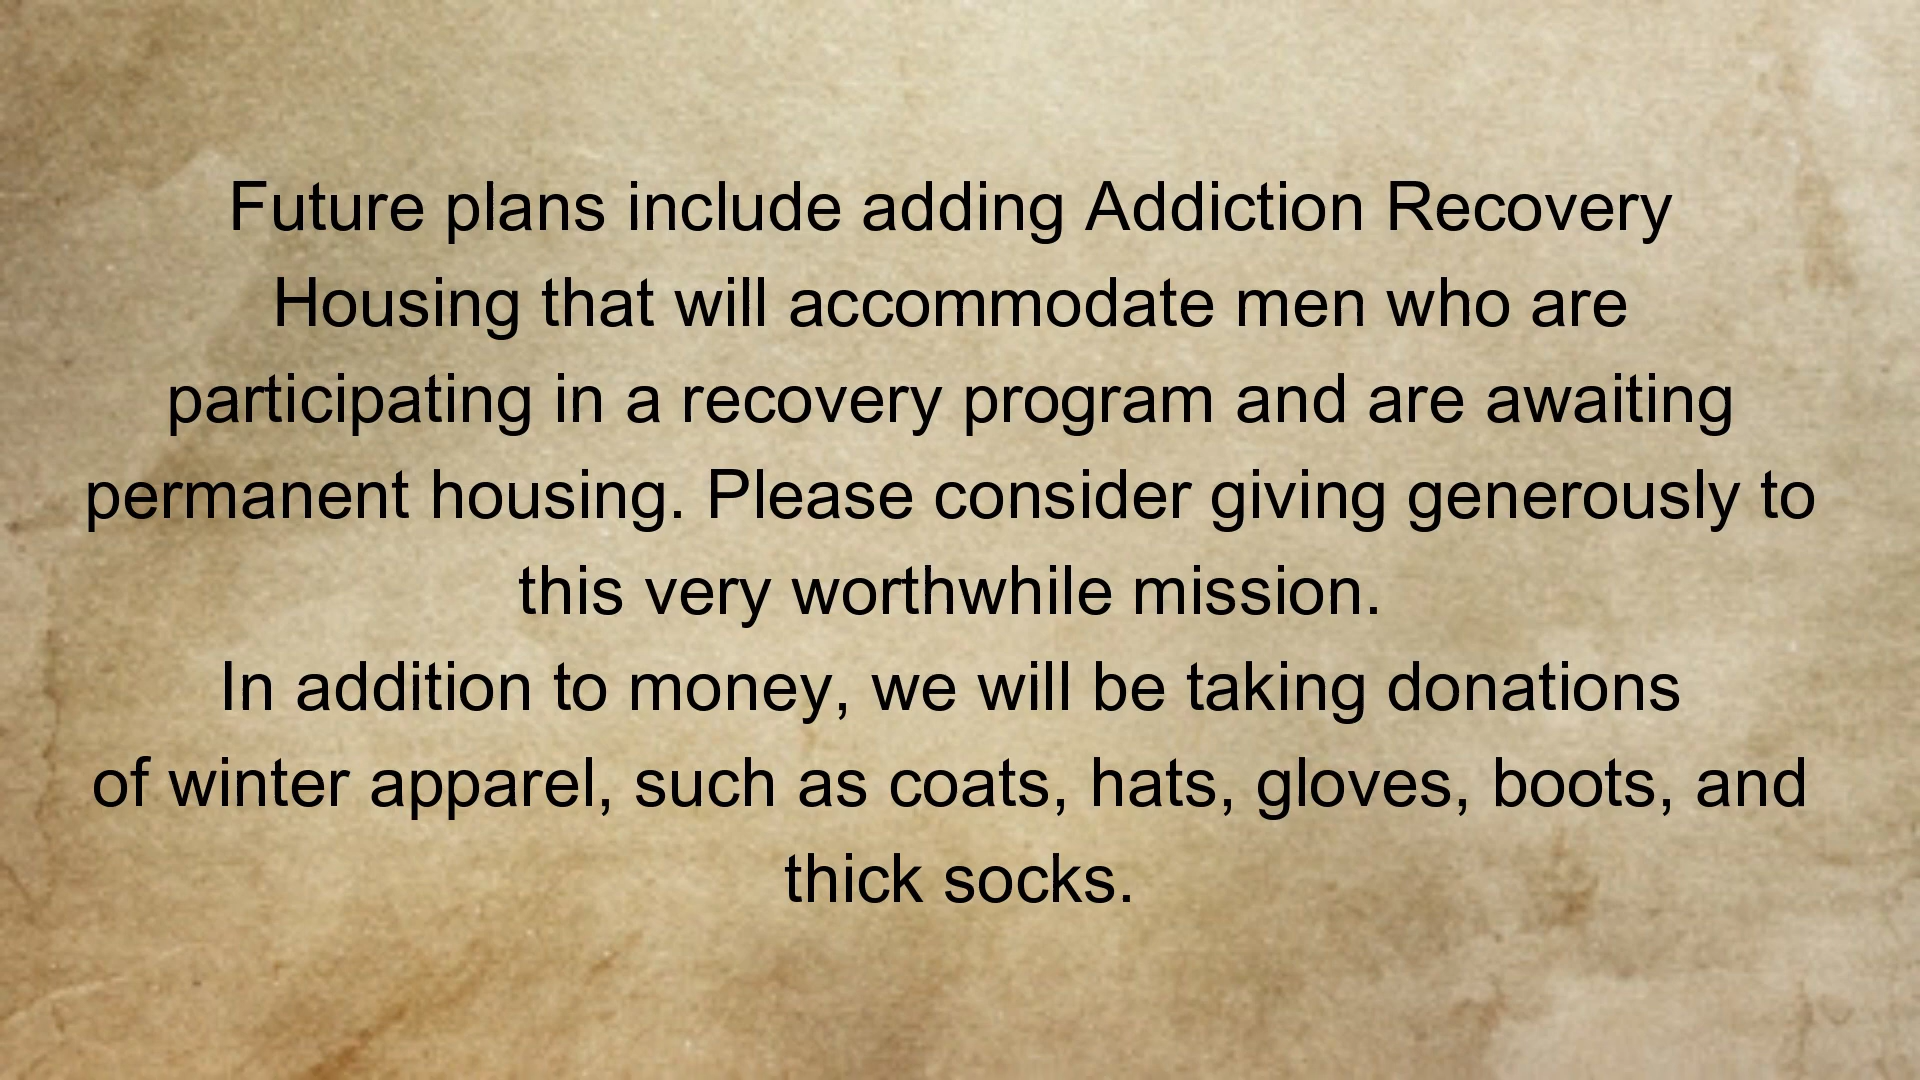 Future plans include adding Addiction Recovery
Housing that will accommodate men who are
participating in a recovery program and are awaiting
permanent housing. Please consider giving generously to
this very worthwhile mission.
In addition to money, we will be taking donations
of winter apparel, such as coats, hats, gloves, boots, and
thick socks.